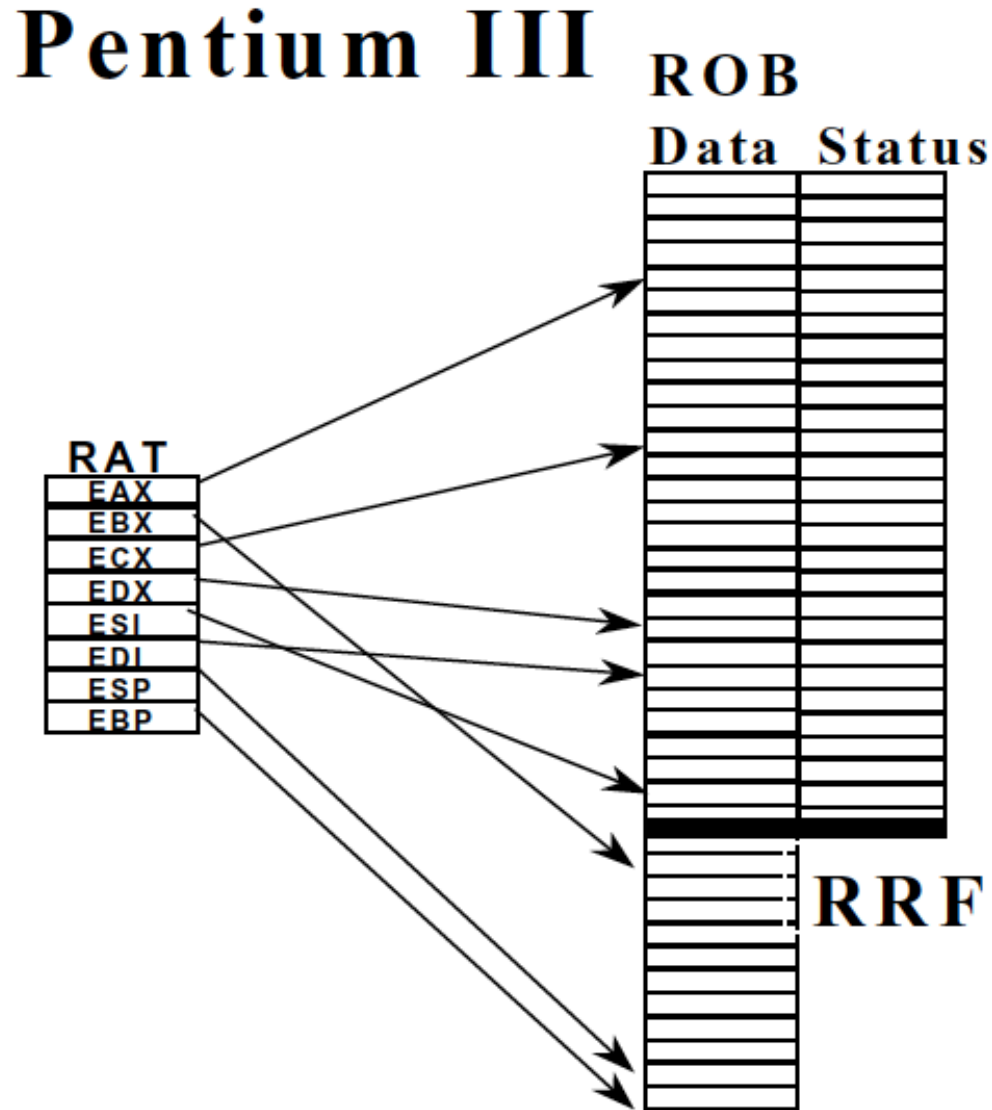 Pentium III
ROB
Data Status
RAT
EAX
EBX
ECX
EDX
ESI
EDI
ESP
EBP
RRF